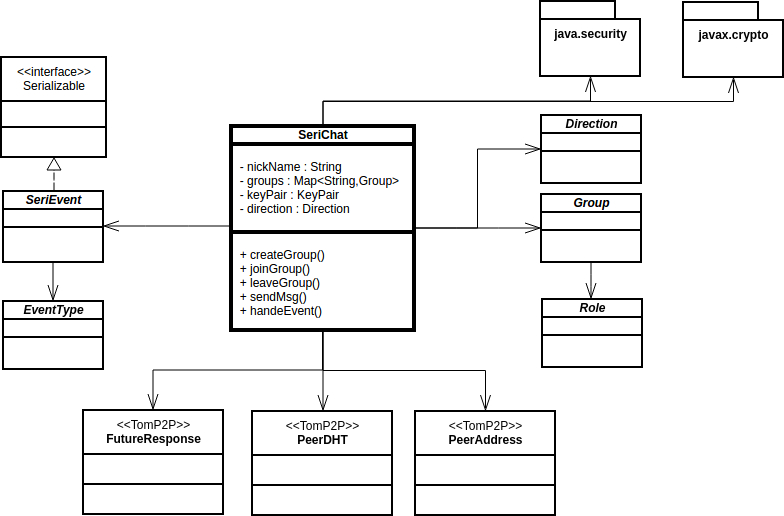 java.security
javax.crypto
<<interface>>
Serializable
SeriChat
- nickName : String
- groups : Map<String,Group>
- keyPair : KeyPair
- direction : Direction
+ createGroup()
+ joinGroup()
+ leaveGroup()
+ sendMsg()
+ handeEvent()
Direction
SeriEvent
Group
EventType
Role
<<TomP2P>>
FutureResponse
<<TomP2P>>
PeerDHT
<<TomP2P>>
PeerAddress